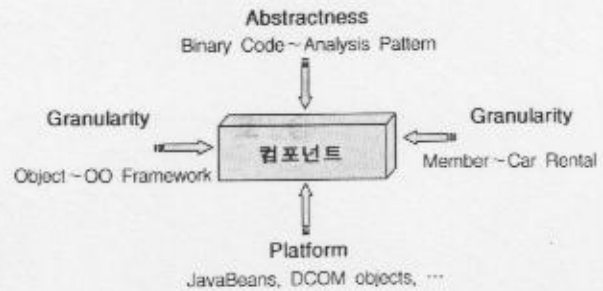 Abstractness
Binary Code~Analysis Pattern
Granularity
Object~OO Framework
컴포넌트
Granularity
Member~Car Rental
Platform
JavaBeans, DCOM objects, …